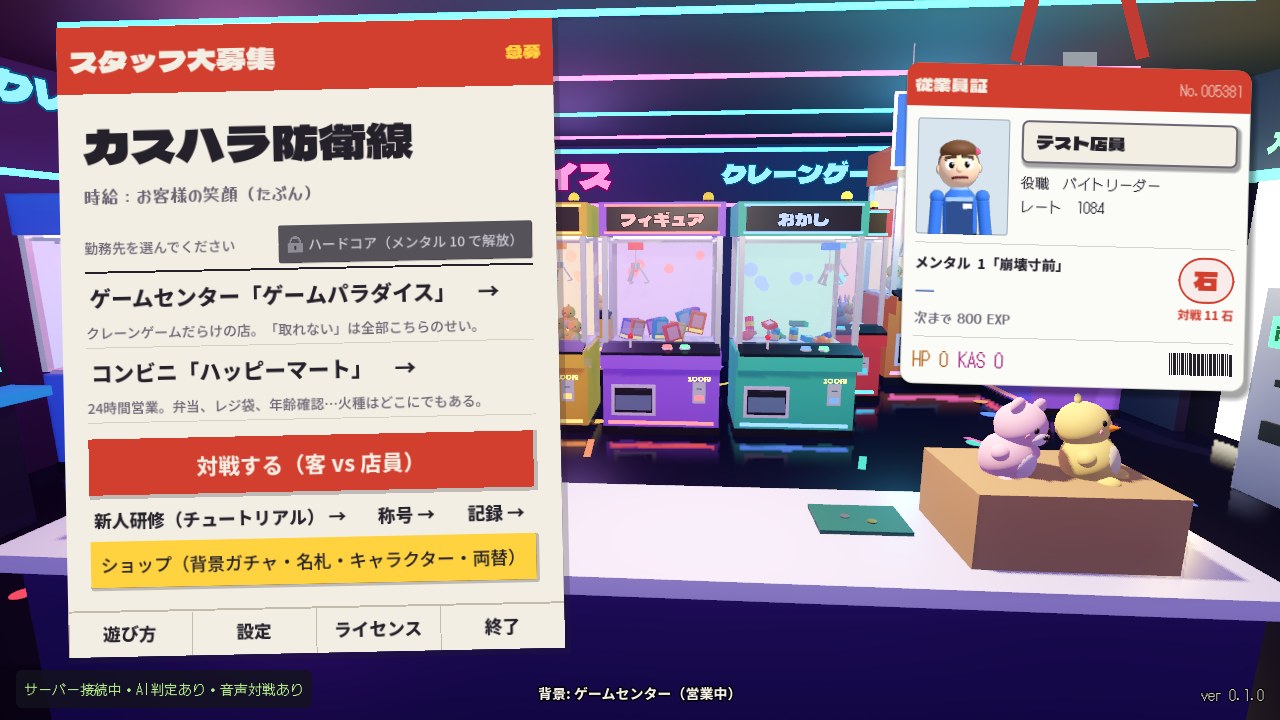 スタッフ大募集
急募
カスハラ防衛線
時給：お客様の笑顔（たぶん）
勤務先を選んでください
ハードコア（メンタル 10 で解放）
ゲームセンター「ゲームパラダイス」 →
クレーンゲームだらけの店。「取れない」は全部こちらのせい。
コンビニ「ハッピーマート」 →
24時間営業。弁当、レジ袋、年齢確認…火種はどこにでもある。
対戦する（客 vs 店員）
新人研修（チュートリアル）→
称号→
記録→
ショップ（背景ガチャ・名札・キャラクター・両替）
遊び方
設定
ライセンス
終了
サーバー接続中・AI判定あり・音声対戦あり
イス
クレーンゲー
フィギュア
おかし
100円
100円
従業員証
No.005381
テスト店員
役職 バイトリーダー
レート 1084
メンタル 1「崩壊寸前」
次まで 800 EXP
石
対戦 11 石
HP 0 KAS 0
背景: ゲームセンター（営業中）
ver 0.1.0